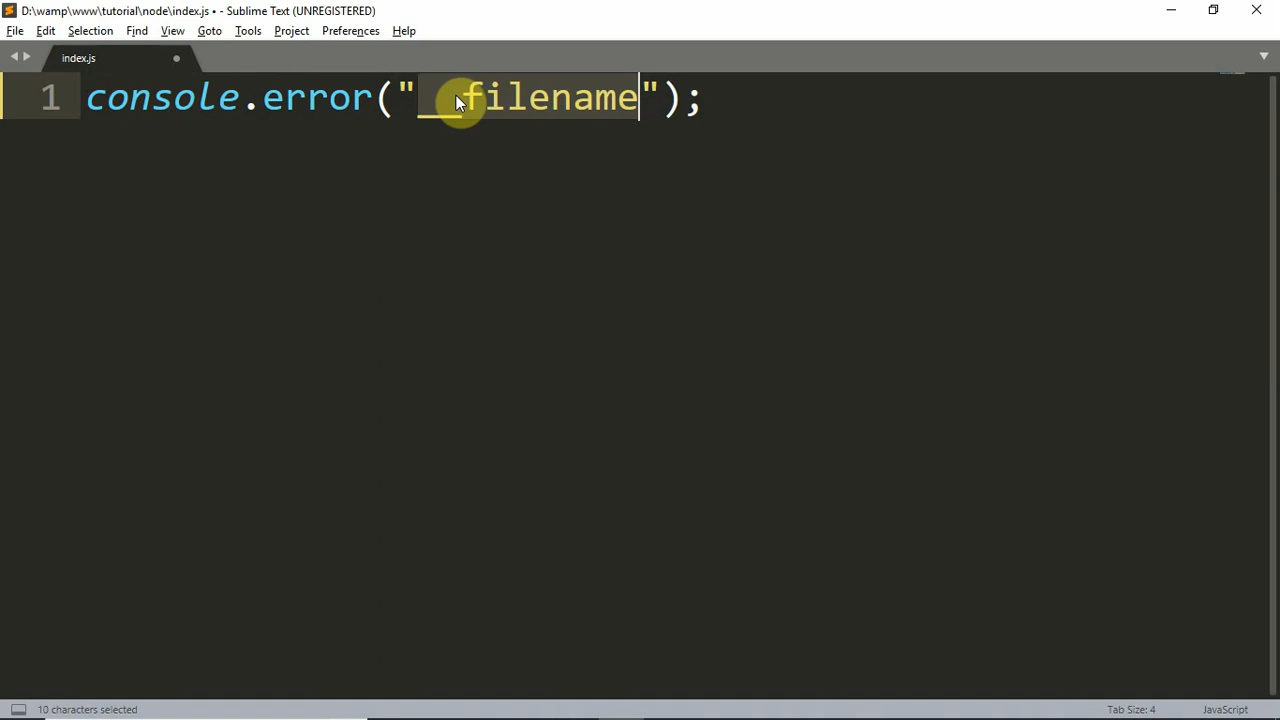 D:\wamp\www\tutorial\node\index.js • - Sublime Text (UNREGISTERED)
File Edit Selection Find View Goto Tools Project Preferences Help
index.js
1 console.error("__filename");
10 characters selected Tab Size: 4 JavaScript